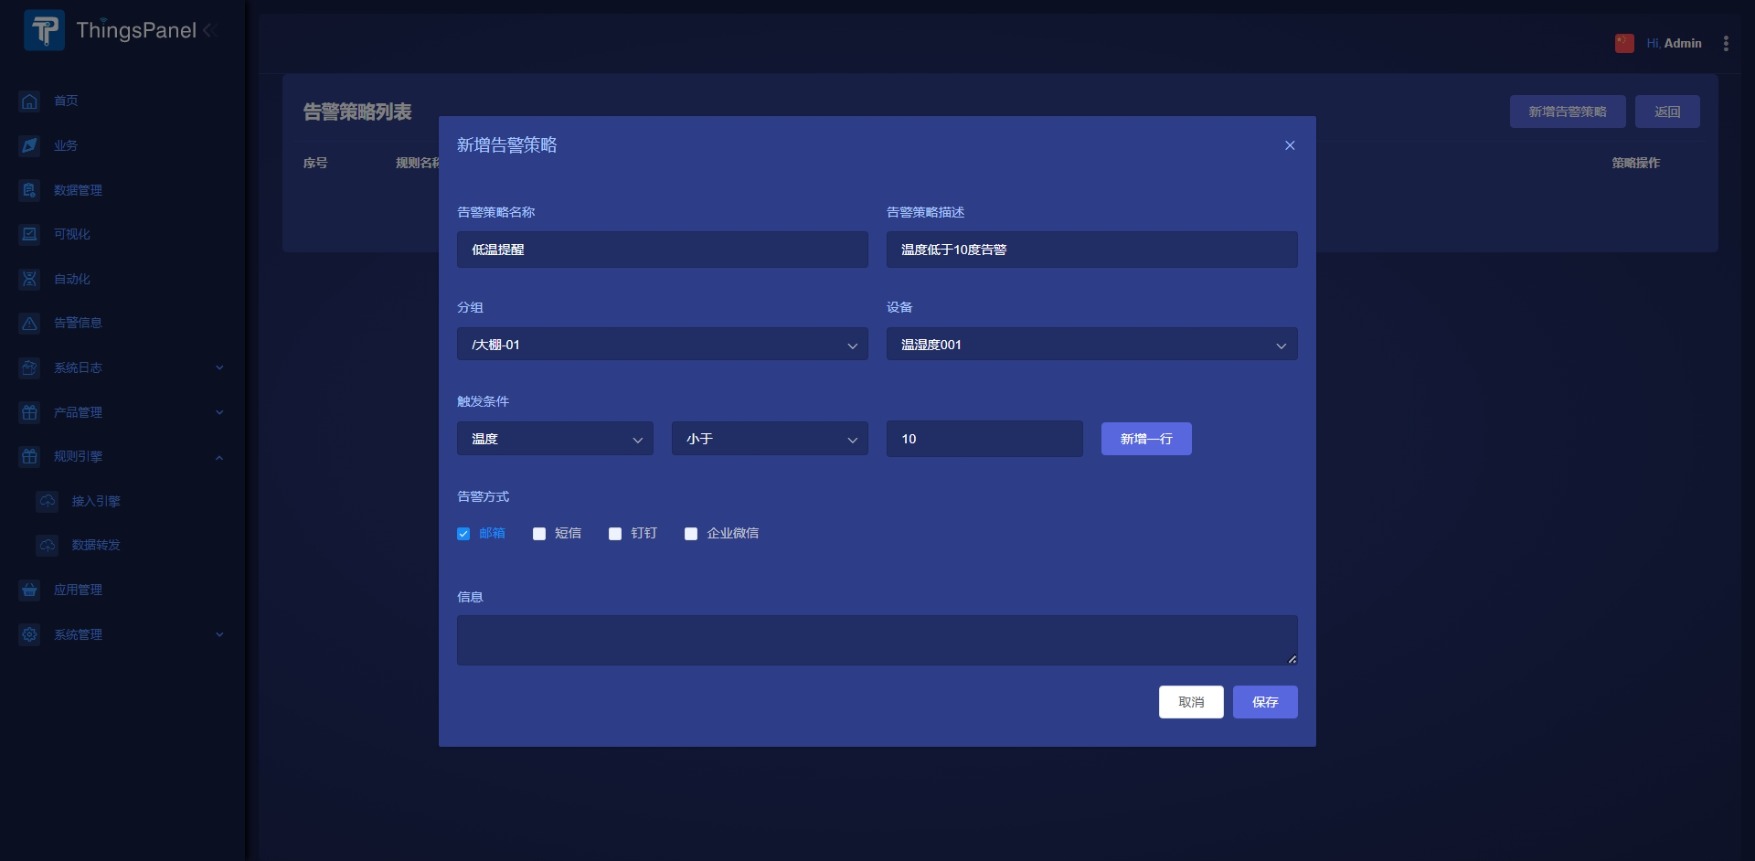 ThingsPanel
Hi, Admin
首页
业务
数据管理
可视化
自动化
告警信息
系统日志
产品管理
规则引擎
接入引擎
数据转发
应用管理
系统管理
告警策略列表
新增告警策略
返回
序号
规则名称
策略操作
新增告警策略
告警策略名称
告警策略描述
低温提醒
温度低于10度告警
分组
设备
/大棚-01
温湿度001
触发条件
温度
小于
10
新增一行
告警方式
邮箱
短信
钉钉
企业微信
信息
取消
保存